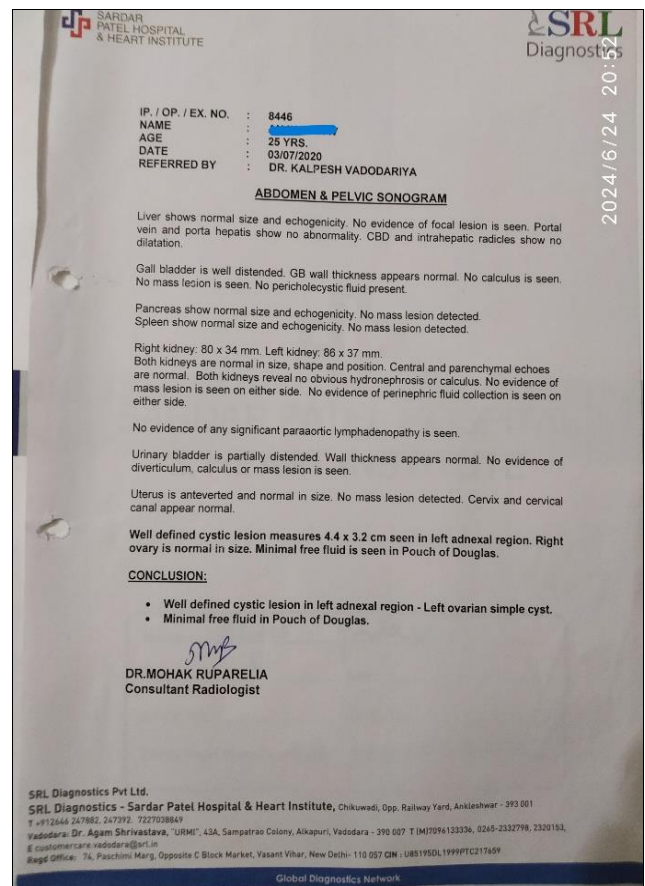 SARDAR
PATEL HOSPITAL
& HEART INSTITUTE
SRL
Diagnostics
2024/6/24 20:52
IP. / OP. / EX. NO. : 8446
NAME :
AGE : 25 YRS.
DATE : 03/07/2020
REFERRED BY : DR. KALPESH VADODARIYA
ABDOMEN & PELVIC SONOGRAM
Liver shows normal size and echogenicity. No evidence of focal lesion is seen. Portal
vein and porta hepatis show no abnormality. CBD and intrahepatic radicles show no
dilatation.
Gall bladder is well distended. GB wall thickness appears normal. No calculus is seen.
No mass lesion is seen. No pericholecystic fluid present.
Pancreas show normal size and echogenicity. No mass lesion detected.
Spleen show normal size and echogenicity. No mass lesion detected.
Right kidney: 80 x 34 mm. Left kidney: 86 x 37 mm.
Both kidneys are normal in size, shape and position. Central and parenchymal echoes
are normal. Both kidneys reveal no obvious hydronephrosis or calculus. No evidence of
mass lesion is seen on either side. No evidence of perinephric fluid collection is seen on
either side.
No evidence of any significant paraaortic lymphadenopathy is seen.
Urinary bladder is partially distended. Wall thickness appears normal. No evidence of
diverticulum, calculus or mass lesion is seen.
Uterus is anteverted and normal in size. No mass lesion detected. Cervix and cervical
canal appear normal.
Well defined cystic lesion measures 4.4 x 3.2 cm seen in left adnexal region. Right
ovary is normal in size. Minimal free fluid is seen in Pouch of Douglas.
CONCLUSION:
• Well defined cystic lesion in left adnexal region - Left ovarian simple cyst.
• Minimal free fluid in Pouch of Douglas.
DR.MOHAK RUPARELIA
Consultant Radiologist
SRL Diagnostics Pvt Ltd.
SRL Diagnostics - Sardar Patel Hospital & Heart Institute, Chikuwadi, Opp. Railway Yard, Ankleshwar - 393 001
T +912646 247882, 247392. 7227038849
Vadodara: Dr. Agam Shrivastava, "URMI", 43A, Sampatrao Colony, Alkapuri, Vadodara - 390 007 T (M)7096133336, 0265-2332798, 2320153,
E customercare.vadodara@srl.in
Regd Office: 74, Paschimi Marg, Opposite C Block Market, Vasant Vihar, New Delhi- 110 057 CIN : U85195DL1999PTC217659
Global Diagnostics Network